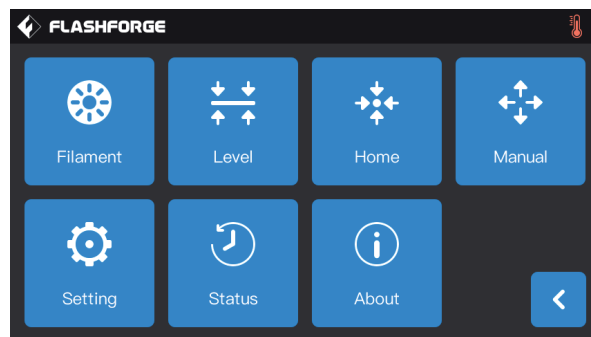 FLASHFORGE
Filament
Level
Home
Manual
Setting
Status
About